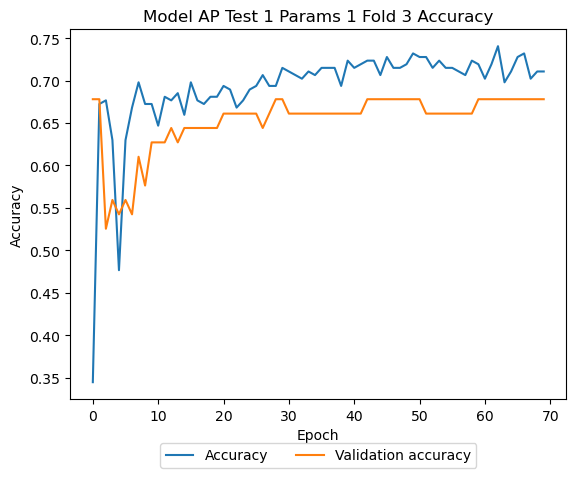 Model AP Test 1 Params 1 Fold 3 Accuracy
0.75
0.70
0.65
0.60
0.55
0.50
0.45
0.40
0.35
Accuracy
0 10 20 30 40 50 60 70
Epoch
Accuracy Validation accuracy